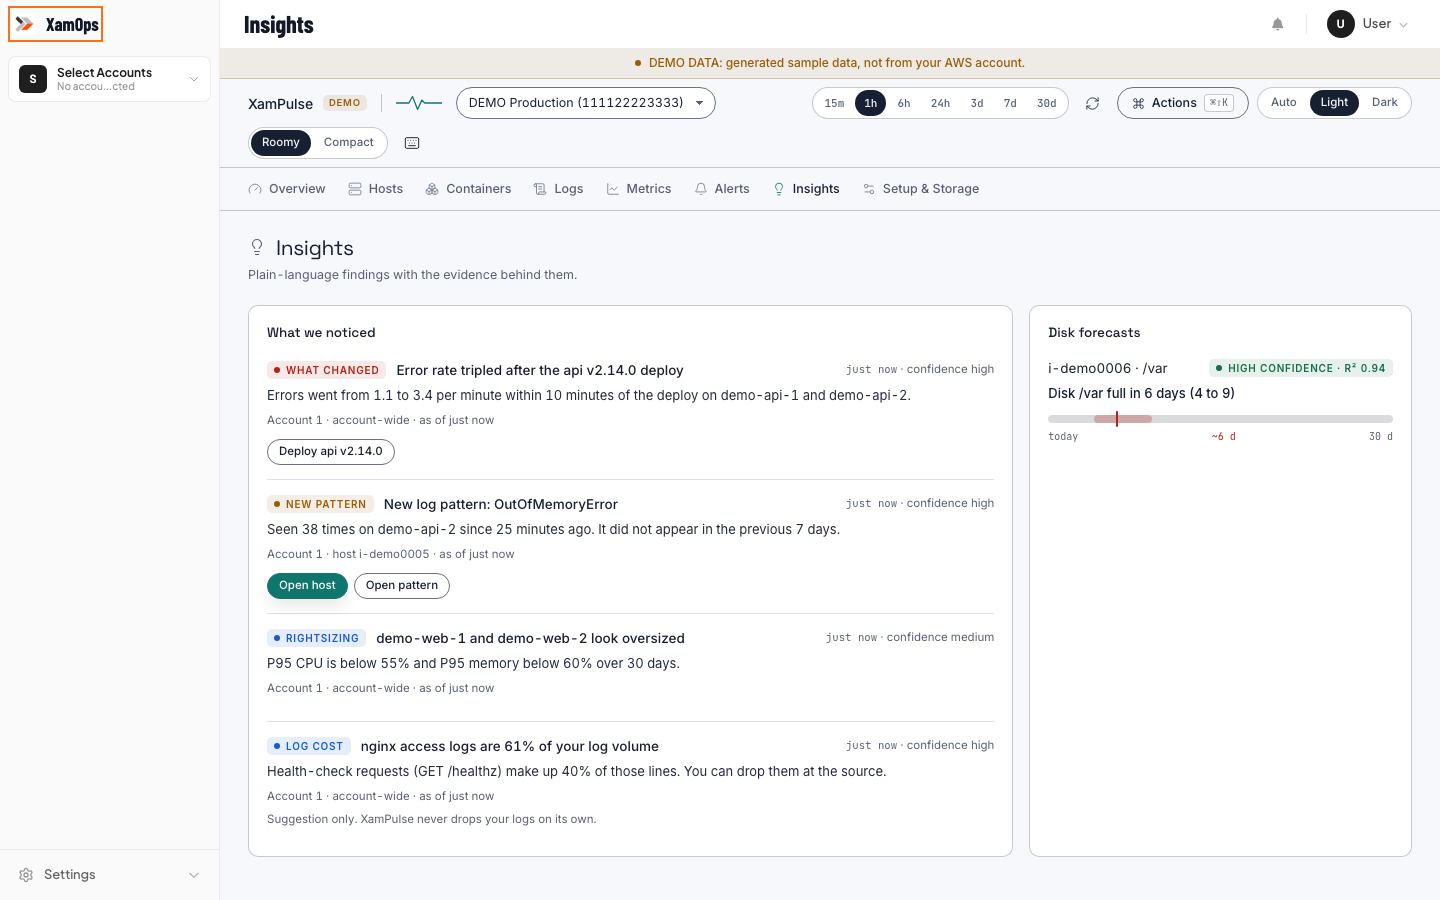 XamOps
Insights
U
User
S
Select Accounts
No accou...cted
DEMO DATA: generated sample data, not from your AWS account.
XamPulse
DEMO
DEMO Production (111122223333)
15m 1h 6h 24h 3d 7d 30d
⌘ Actions ⌘⇧K
Auto Light Dark
Roomy Compact
Overview Hosts Containers Logs Metrics Alerts Insights Setup & Storage
Insights
Plain-language findings with the evidence behind them.
What we noticed
WHAT CHANGED Error rate tripled after the api v2.14.0 deploy just now · confidence high
Errors went from 1.1 to 3.4 per minute within 10 minutes of the deploy on demo-api-1 and demo-api-2.
Account 1 · account-wide · as of just now
Deploy api v2.14.0
NEW PATTERN New log pattern: OutOfMemoryError just now · confidence high
Seen 38 times on demo-api-2 since 25 minutes ago. It did not appear in the previous 7 days.
Account 1 · host i-demo0005 · as of just now
Open host Open pattern
RIGHTSIZING demo-web-1 and demo-web-2 look oversized just now · confidence medium
P95 CPU is below 55% and P95 memory below 60% over 30 days.
Account 1 · account-wide · as of just now
LOG COST nginx access logs are 61% of your log volume just now · confidence high
Health-check requests (GET /healthz) make up 40% of those lines. You can drop them at the source.
Account 1 · account-wide · as of just now
Suggestion only. XamPulse never drops your logs on its own.
Disk forecasts
i-demo0006 · /var HIGH CONFIDENCE · R² 0.94
Disk /var full in 6 days (4 to 9)
today ~6 d 30 d
Settings